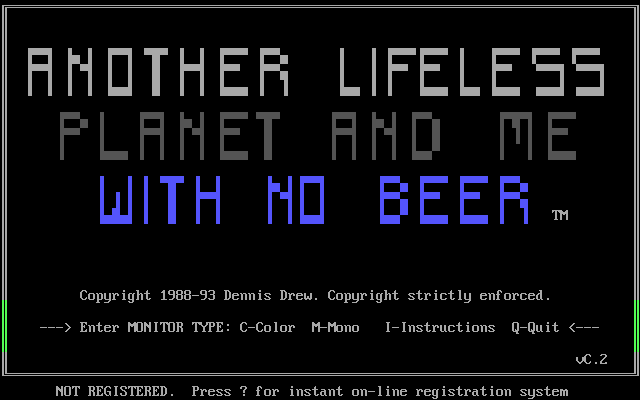 ANOTHER LIFELESS
PLANET AND ME
WITH NO BEER TM
Copyright 1988-93 Dennis Drew. Copyright strictly enforced.
---> Enter MONITOR TYPE: C-Color M-Mono I-Instructions Q-Quit <---
vC.2
NOT REGISTERED. Press ? for instant on-line registration system